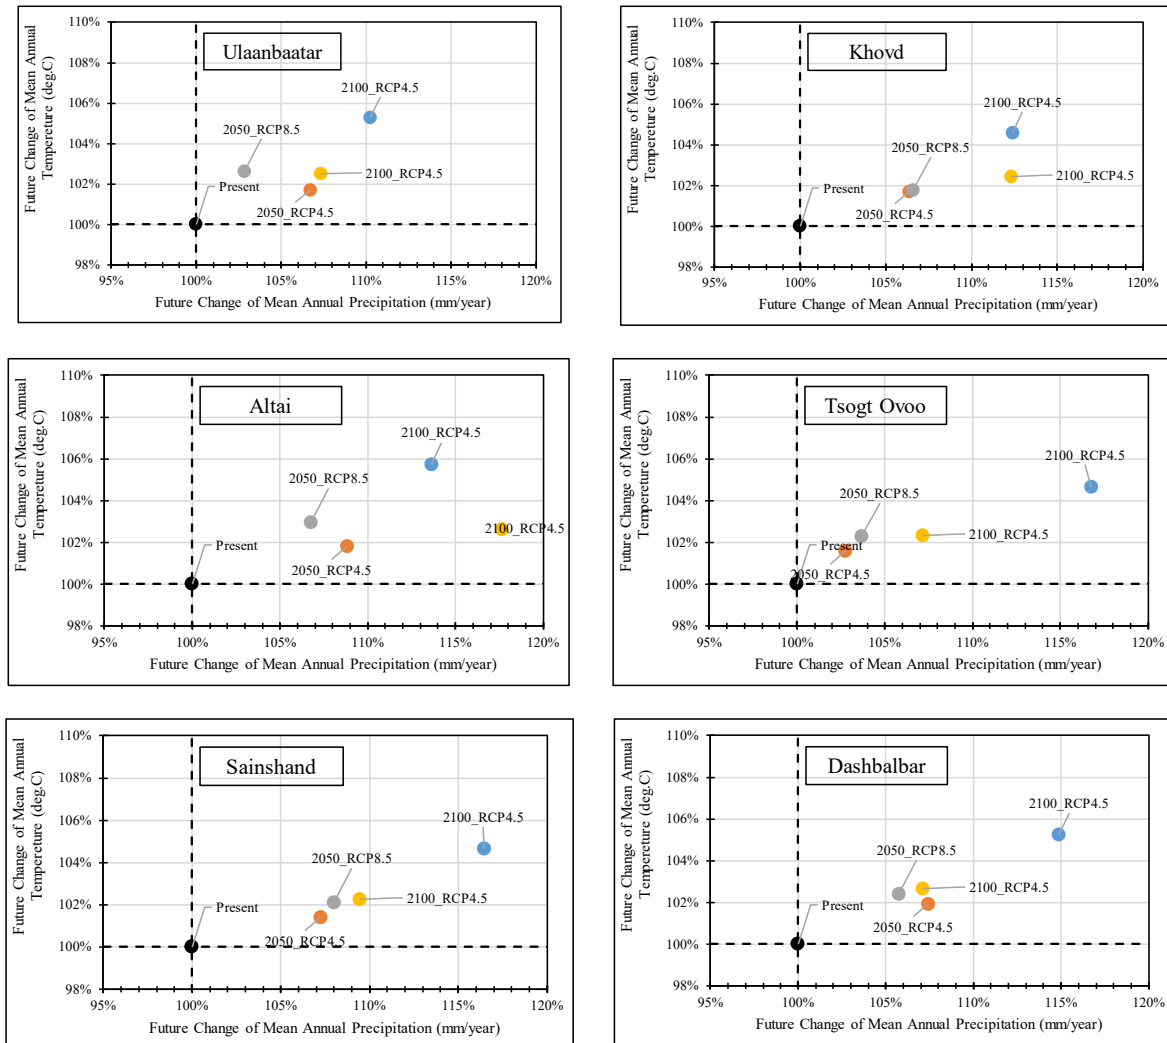 Future Change of Mean Annual
Tempereture (deg.C)
110%
108%
106%
104%
102%
100%
98%
Ulaanbaatar
2100_RCP4.5
2050_RCP8.5
2100_RCP4.5
Present
2050_RCP4.5
95%
100%
105%
110%
115%
120%
Future Change of Mean Annual Precipitation (mm/year)
Future Change of Mean Annual
Tempereture (deg.C)
110%
108%
106%
104%
102%
100%
98%
Khovd
2100_RCP4.5
2050_RCP8.5
2100_RCP4.5
Present
2050_RCP4.5
95%
100%
105%
110%
115%
120%
Future Change of Mean Annual Precipitation (mm/year)
Future Change of Mean Annual
Tempereture (deg.C)
110%
108%
106%
104%
102%
100%
98%
Altai
2100_RCP4.5
2050_RCP8.5
2100_RCP4.5
Present
2050_RCP4.5
95%
100%
105%
110%
115%
120%
Future Change of Mean Annual Precipitation (mm/year)
Future Change of Mean Annual
Tempereture (deg.C)
110%
108%
106%
104%
102%
100%
98%
Tsogt Ovoo
2100_RCP4.5
2050_RCP8.5
2100_RCP4.5
Present
2050_RCP4.5
95%
100%
105%
110%
115%
120%
Future Change of Mean Annual Precipitation (mm/year)
Future Change of Mean Annual
Tempereture (deg.C)
110%
108%
106%
104%
102%
100%
98%
Sainshand
2100_RCP4.5
2050_RCP8.5
2100_RCP4.5
Present
2050_RCP4.5
95%
100%
105%
110%
115%
120%
Future Change of Mean Annual Precipitation (mm/year)
Future Change of Mean Annual
Tempereture (deg.C)
110%
108%
106%
104%
102%
100%
98%
Dashbalbar
2100_RCP4.5
2050_RCP8.5
2100_RCP4.5
Present
2050_RCP4.5
95%
100%
105%
110%
115%
120%
Future Change of Mean Annual Precipitation (mm/year)